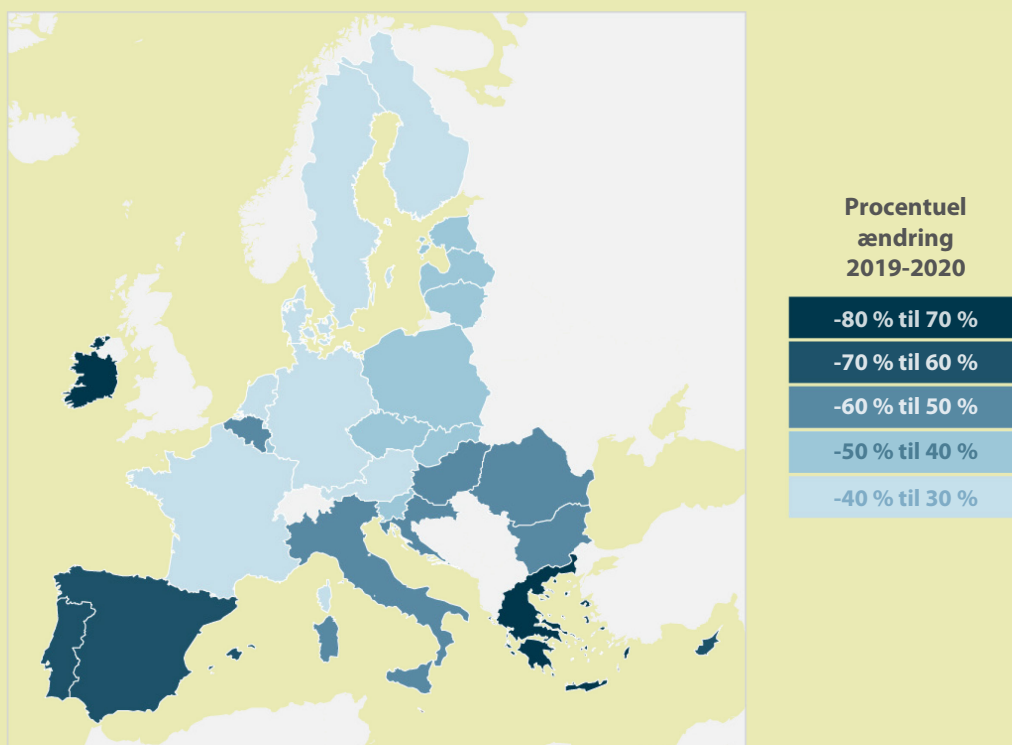 Procentuel
ændring
2019-2020
-80 % til 70 %
-70 % til 60 %
-60 % til 50 %
-50 % til 40 %
-40 % til 30 %